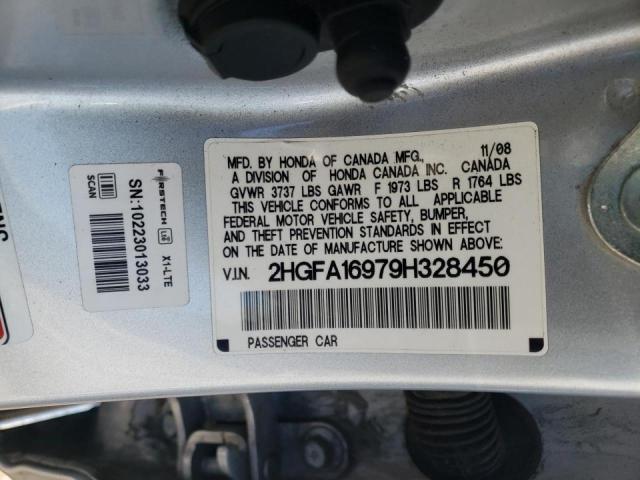 MFD. BY HONDA OF CANADA MFG., 11/08
A DIVISION OF HONDA CANADA INC. CANADA
GVWR 3737 LBS GAWR F 1973 LBS R 1764 LBS
THIS VEHICLE CONFORMS TO ALL APPLICABLE
FEDERAL MOTOR VEHICLE SAFETY, BUMPER,
AND THEFT PREVENTION STANDARDS IN EFFECT
ON THE DATE OF MANUFACTURE SHOWN ABOVE:
V.I.N. 2HGFA16979H328450
PASSENGER CAR
FIRSTECH
X1-LTE
SCAN
SN:10223013033